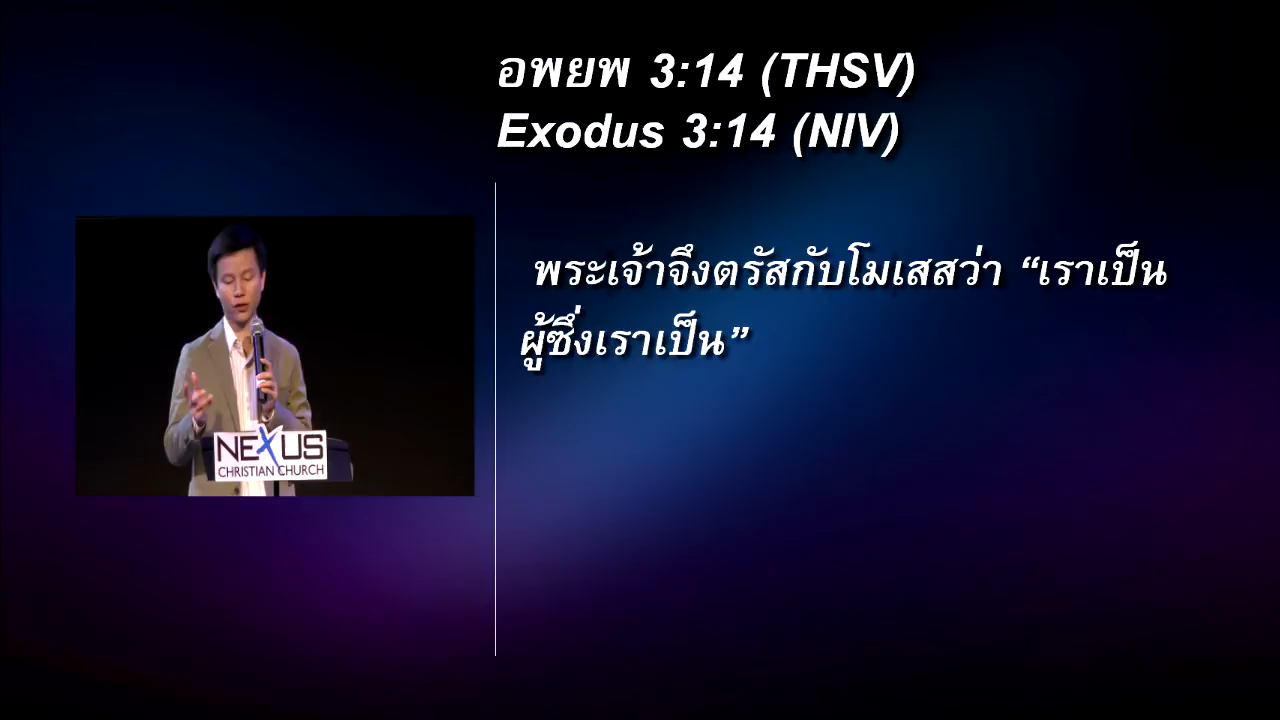 อพยพ 3:14 (THSV)
Exodus 3:14 (NIV)
พระเจ้าจึงตรัสกับโมเสสว่า “เราเป็น
ผู้ซึ่งเราเป็น”
NEXUS
CHRISTIAN CHURCH